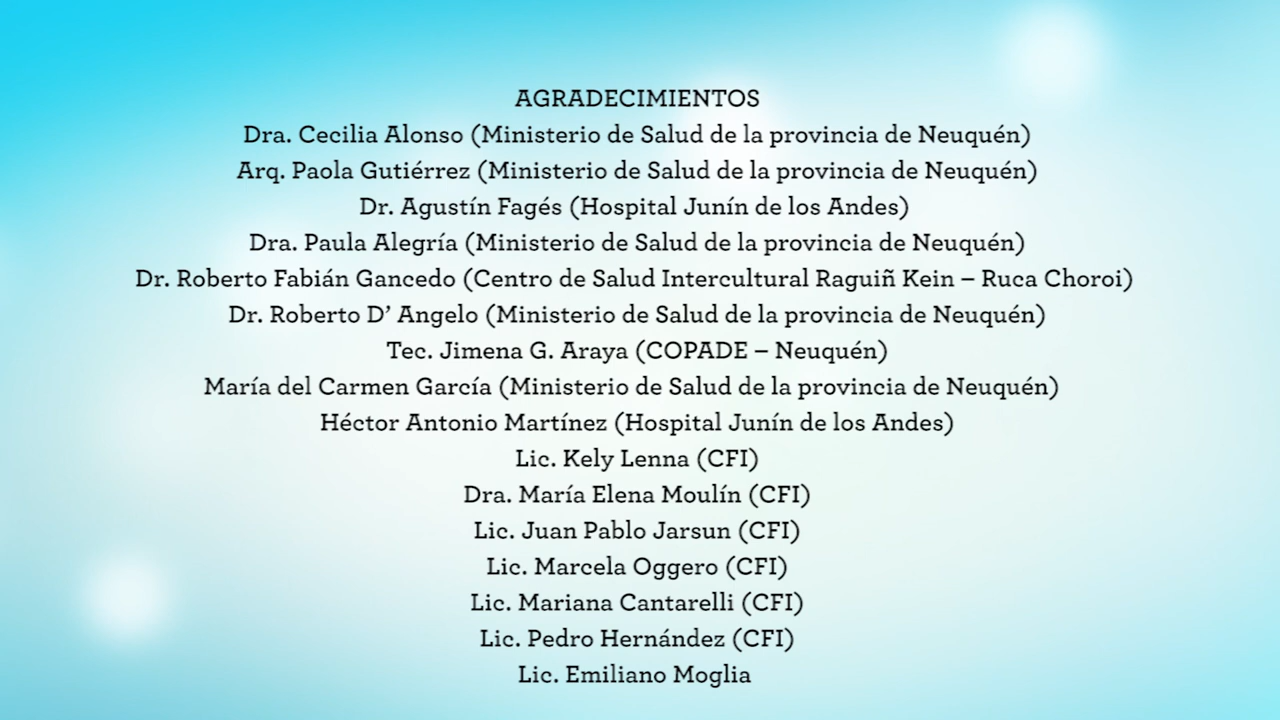 AGRADECIMIENTOS
Dra. Cecilia Alonso (Ministerio de Salud de la provincia de Neuquén)
Arq. Paola Gutiérrez (Ministerio de Salud de la provincia de Neuquén)
Dr. Agustín Fagés (Hospital Junín de los Andes)
Dra. Paula Alegría (Ministerio de Salud de la provincia de Neuquén)
Dr. Roberto Fabián Gancedo (Centro de Salud Intercultural Raguiñ Kein – Ruca Choroi)
Dr. Roberto D’ Angelo (Ministerio de Salud de la provincia de Neuquén)
Tec. Jimena G. Araya (COPADE – Neuquén)
María del Carmen García (Ministerio de Salud de la provincia de Neuquén)
Héctor Antonio Martínez (Hospital Junín de los Andes)
Lic. Kely Lenna (CFI)
Dra. María Elena Moulín (CFI)
Lic. Juan Pablo Jarsun (CFI)
Lic. Marcela Oggero (CFI)
Lic. Mariana Cantarelli (CFI)
Lic. Pedro Hernández (CFI)
Lic. Emiliano Moglia